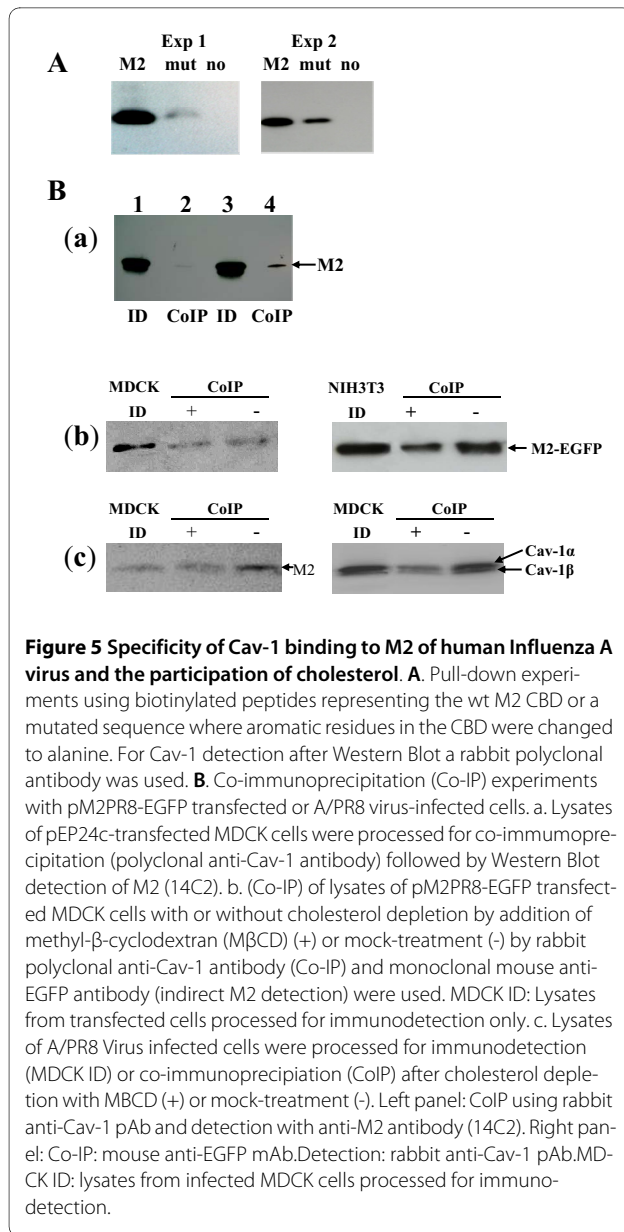 Exp 1 Exp 2
A M2 mut no M2 mut no
B
1 2 3 4
(a)
M2
ID CoIP ID CoIP
MDCK CoIP NIH3T3 CoIP
ID + - ID + -
(b)
M2-EGFP
MDCK CoIP MDCK CoIP
ID + - ID + -
(c) M2 Cav-1α
Cav-1β
Figure 5 Specificity of Cav-1 binding to M2 of human Influenza A
virus and the participation of cholesterol. A. Pull-down experi-
ments using biotinylated peptides representing the wt M2 CBD or a
mutated sequence where aromatic residues in the CBD were changed
to alanine. For Cav-1 detection after Western Blot a rabbit polyclonal
antibody was used. B. Co-immunoprecipitation (Co-IP) experiments
with pM2PR8-EGFP transfected or A/PR8 virus-infected cells. a. Lysates
of pEP24c-transfected MDCK cells were processed for co-immumopre-
cipitation (polyclonal anti-Cav-1 antibody) followed by Western Blot
detection of M2 (14C2). b. (Co-IP) of lysates of pM2PR8-EGFP transfect-
ed MDCK cells with or without cholesterol depletion by addition of
methyl-β-cyclodextran (MβCD) (+) or mock-treatment (-) by rabbit
polyclonal anti-Cav-1 antibody (Co-IP) and monoclonal mouse anti-
EGFP antibody (indirect M2 detection) were used. MDCK ID: Lysates
from transfected cells processed for immunodetection only. c. Lysates
of A/PR8 Virus infected cells were processed for immunodetection
(MDCK ID) or co-immunoprecipiation (CoIP) after cholesterol deple-
tion with MBCD (+) or mock-treatment (-). Left panel: CoIP using rabbit
anti-Cav-1 pAb and detection with anti-M2 antibody (14C2). Right pan-
el: Co-IP: mouse anti-EGFP mAb.Detection: rabbit anti-Cav-1 pAb.MD-
CK ID: lysates from infected MDCK cells processed for immuno-
detection.